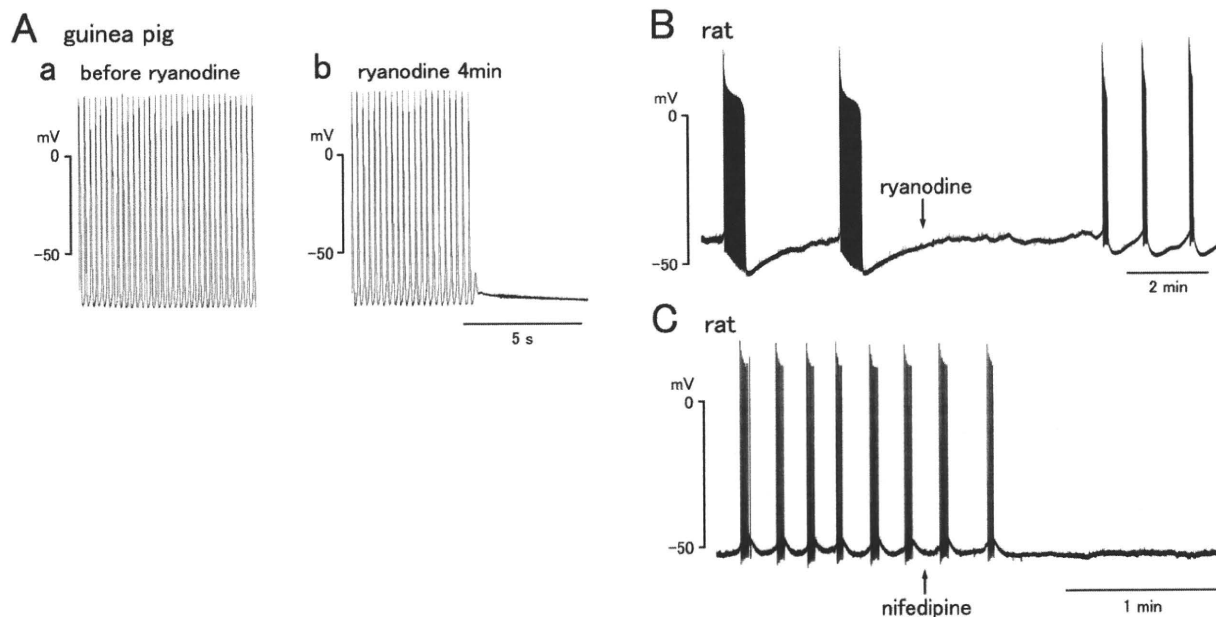 A guinea pig
a before ryanodine
mV
0
-50
b ryanodine 4min
mV
0
-50
5 s
B rat
mV
0
-50
ryanodine
2 min
C rat
mV
0
-50
nifedipine
1 min